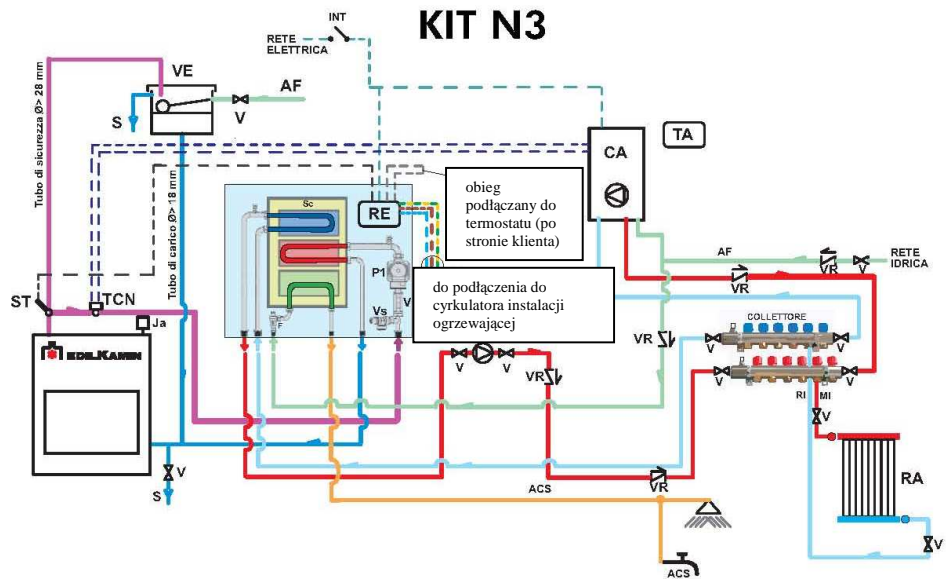 KIT N3
INT
RETE
ELETTRICA
VE
AF
V
S
Tubo di sicurezza Ø> 28 mm
Tubo di carico Ø> 18 mm
CA
TA
Sc
RE
obieg
podłączany do
termostatu (po
stronie klienta)
P1
V
Vs
F
do podłączenia do
cyrkulatora instalacji
ogrzewającej
AF
VR
V
RETE
IDRICA
VR
ST
TCN
Ja
EDILKAMIN
COLLETTORE
VR
V
V
V
V
RI
MI
V
V
VR
V
RA
V
S
ACS
VR
V
ACS